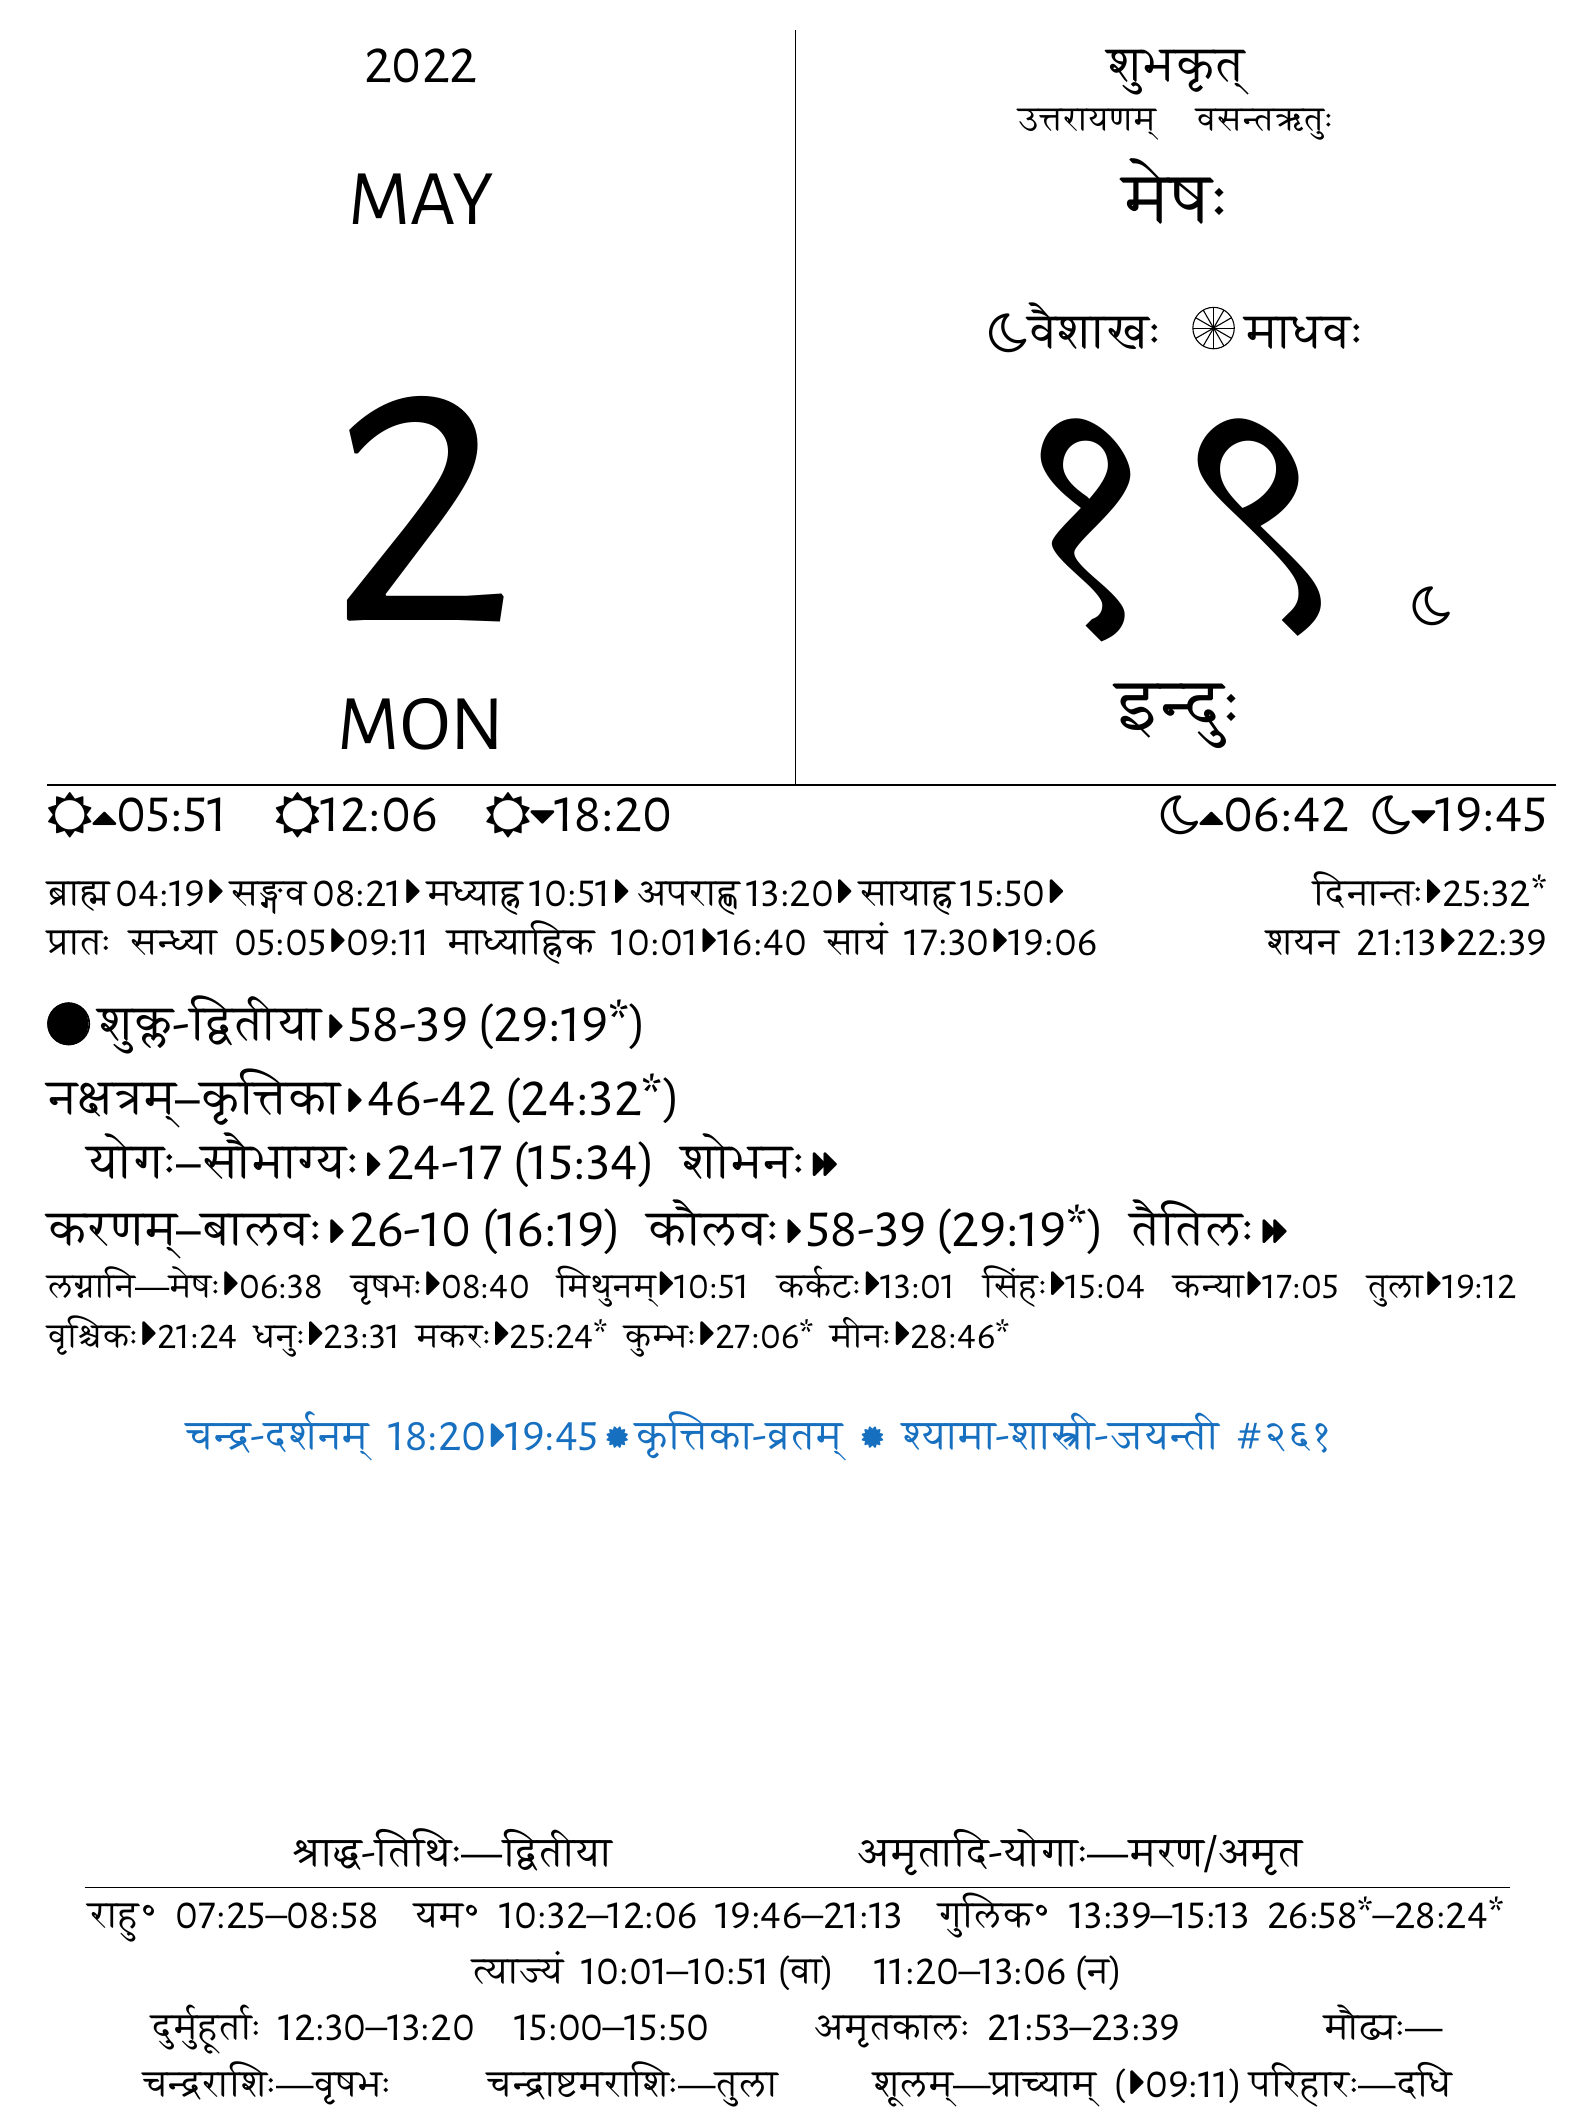 2022
MAY
2
MON
शुभकृत्
उत्तरायणम् वसन्तऋतुः
मेषः
वैशाखः माधवः
१९
इन्दुः
05:51 12:06 18:20 06:42 19:45
ब्राह्म 04:19 सङ्गव 08:21 मध्याह्न 10:51 अपराह्ण 13:20 सायाह्न 15:50 दिनान्तः 25:32*
प्रातः सन्ध्या 05:05 09:11 माध्याह्निक 10:01 16:40 सायं 17:30 19:06 शयन 21:13 22:39
शुक्ल-द्वितीया 58-39 (29:19*)
नक्षत्रम्–कृत्तिका 46-42 (24:32*)
योगः–सौभाग्यः 24-17 (15:34) शोभनः
करणम्–बालवः 26-10 (16:19) कौलवः 58-39 (29:19*) तैतिलः
लग्नानि—मेषः 06:38 वृषभः 08:40 मिथुनम् 10:51 कर्कटः 13:01 सिंहः 15:04 कन्या 17:05 तुला 19:12
वृश्चिकः 21:24 धनुः 23:31 मकरः 25:24* कुम्भः 27:06* मीनः 28:46*
चन्द्र-दर्शनम् 18:20 19:45 कृत्तिका-व्रतम् श्यामा-शास्त्री-जयन्ती #२६१
श्राद्ध-तिथिः—द्वितीया अमृतादि-योगाः—मरण/अमृत
राहु॰ 07:25–08:58 यम॰ 10:32–12:06 19:46–21:13 गुलिक॰ 13:39–15:13 26:58*–28:24*
त्याज्यं 10:01–10:51 (वा) 11:20–13:06 (न)
दुर्मुहूर्ताः 12:30–13:20 15:00–15:50 अमृतकालः 21:53–23:39 मौढ्यः—
चन्द्रराशिः—वृषभः चन्द्राष्टमराशिः—तुला शूलम्—प्राच्याम् ( 09:11) परिहारः—दधि